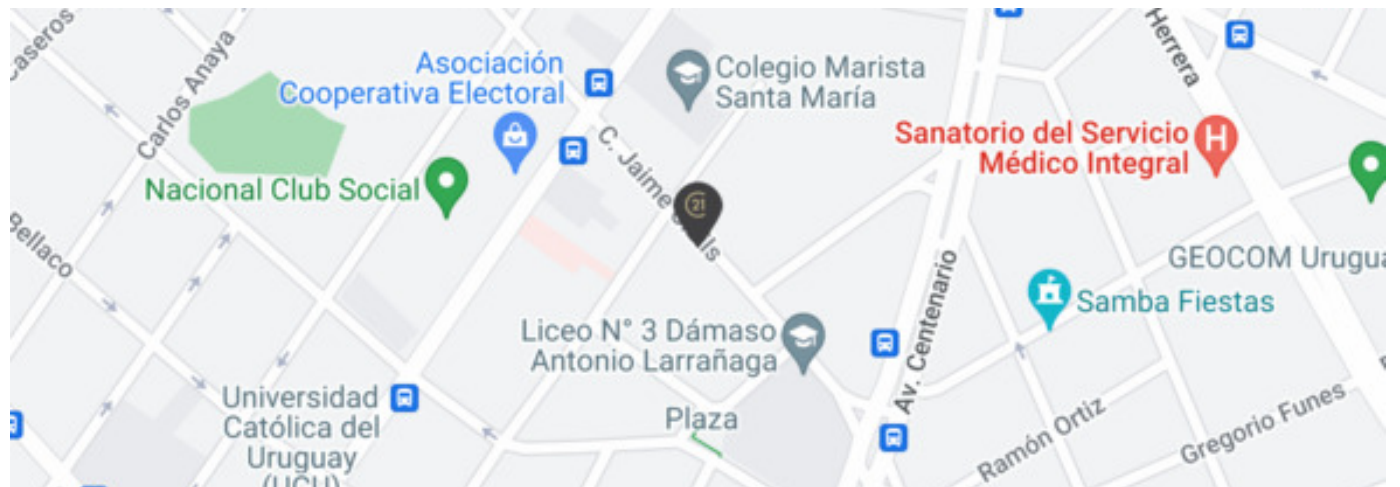 Caseros
Carlos Anaya
Asociación
Cooperativa Electoral
Colegio Marista
Santa María
Herrera
Sanatorio del Servicio
Médico Integral
H
C. Jaime
21
Nacional Club Social
Bellaco
GEOCOM Urugua
Samba Fiestas
Liceo N° 3 Dámaso
Antonio Larrañaga
Av. Centenario
Universidad
Católica del
Uruguay
(UCU)
Plaza
Ramón Ortiz
Gregorio Funes